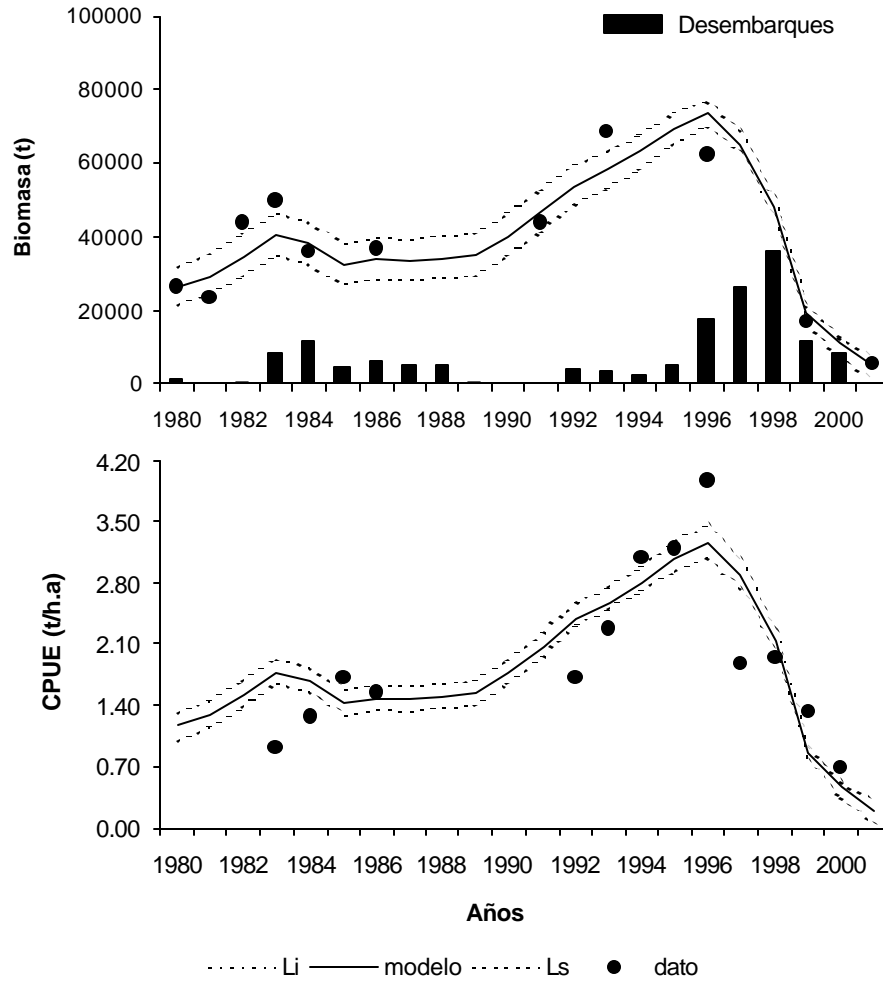 100000
80000
60000
40000
20000
0
Biomasa (t)
Desembarques
1980 1982 1984 1986 1988 1990 1992 1994 1996 1998 2000
4.20
3.50
2.80
2.10
1.40
0.70
0.00
CPUE (t/h.a)
1980 1982 1984 1986 1988 1990 1992 1994 1996 1998 2000
Años
Li modelo Ls dato